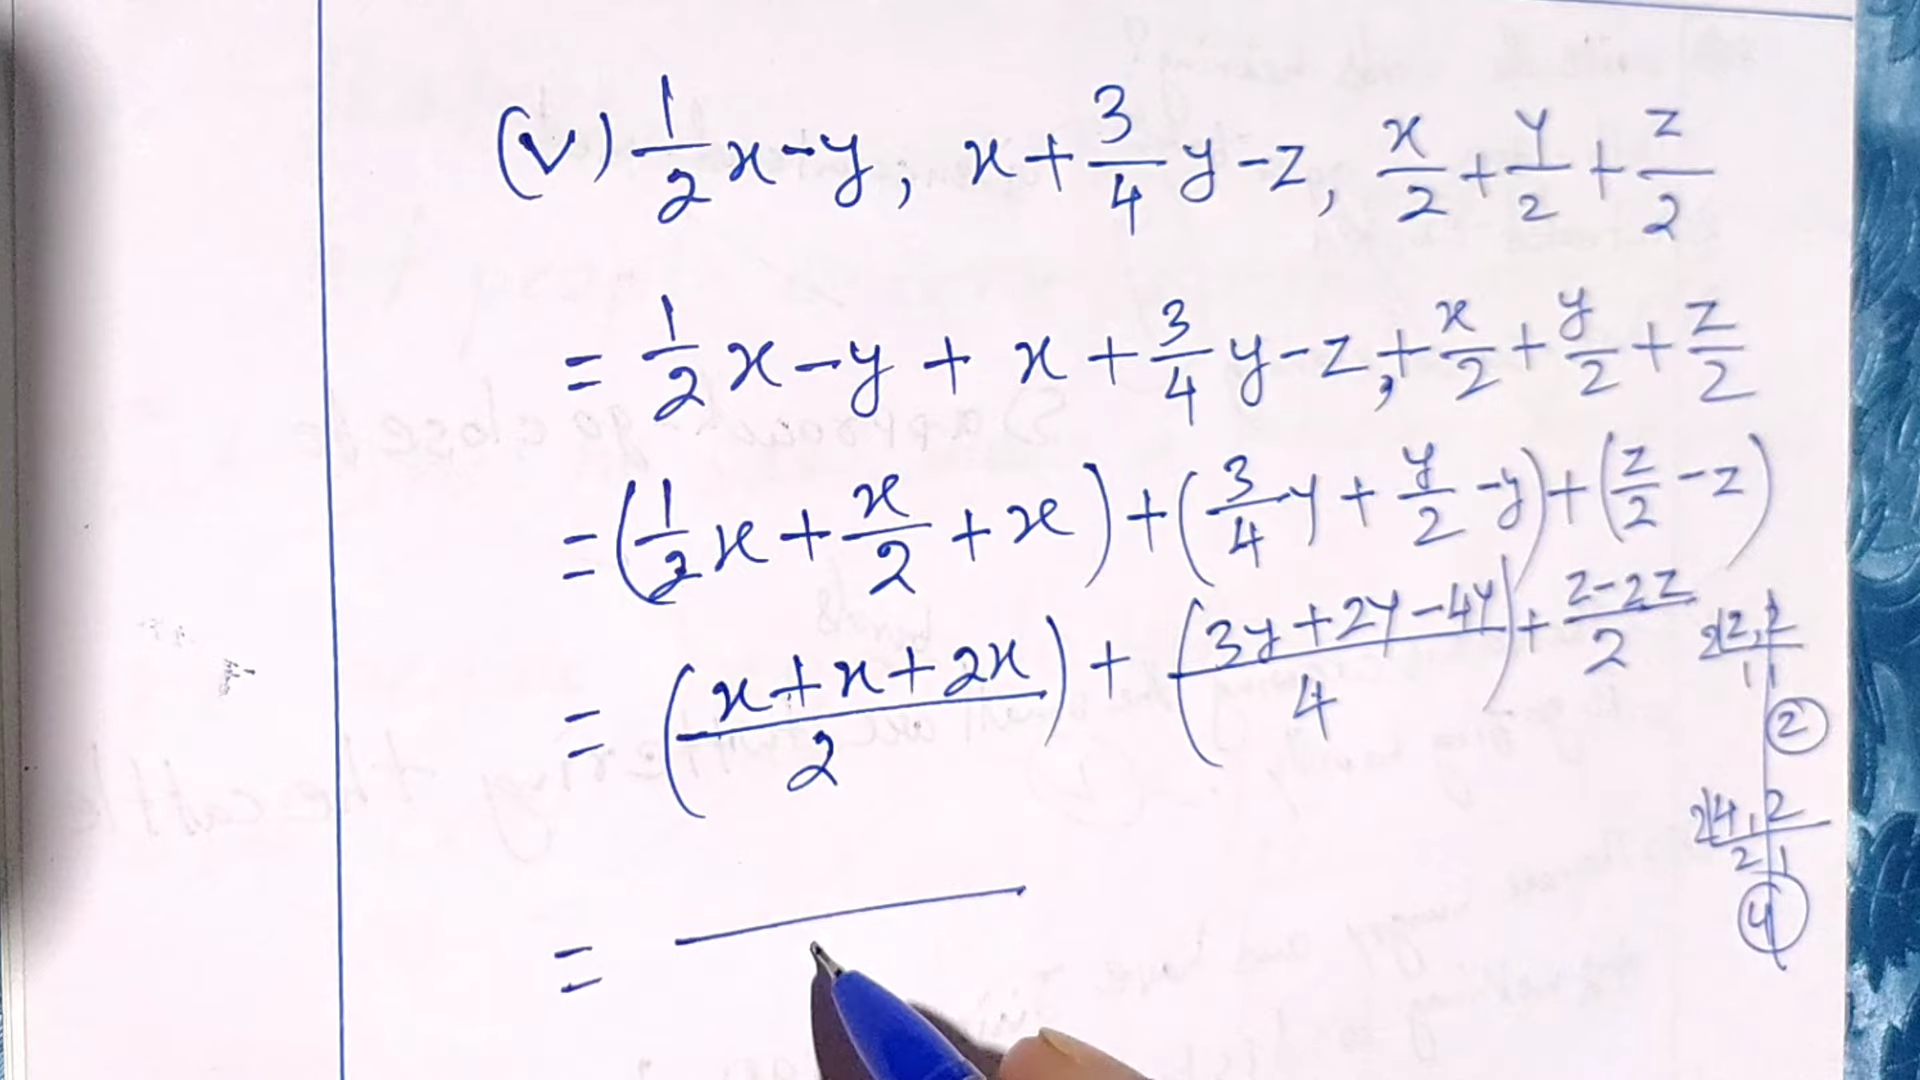 (v) 1/2 x - y, x + 3/4 y - z, x/2 + y/2 + z/2
= 1/2 x - y + x + 3/4 y - z, + x/2 + y/2 + z/2
= (1/2 x + x/2 + x) + (3/4 y + y/2 - y) + (z/2 - z)
= (x + x + 2x / 2) + (3y + 2y - 4y / 4) + z - 2z / 2
2 2, 2
1 1
2
2 4, 2
2 1
4
=